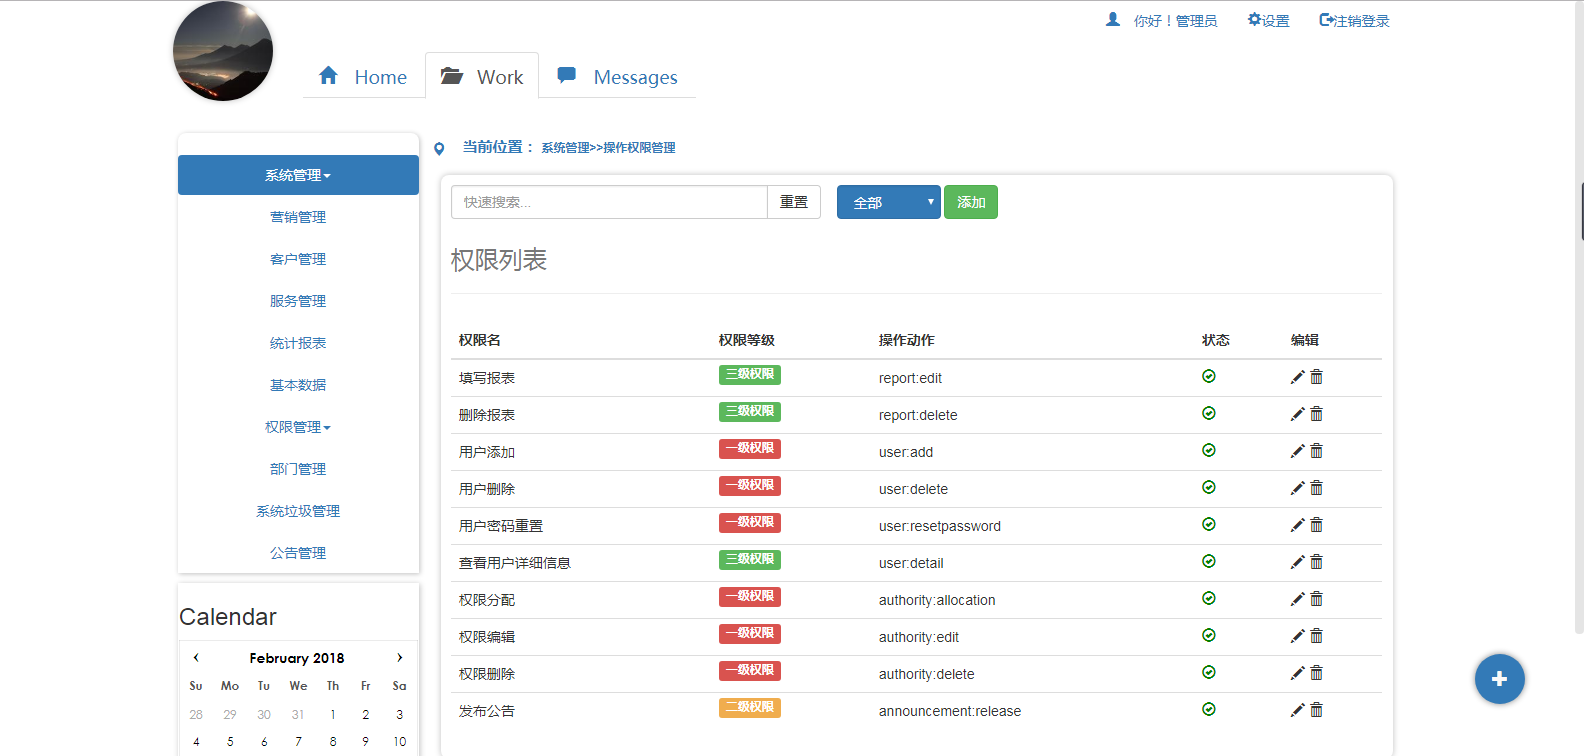 你好！管理员 设置 注销登录
Home Work Messages
当前位置： 系统管理>>操作权限管理
系统管理
营销管理
客户管理
服务管理
统计报表
基本数据
权限管理
部门管理
系统垃圾管理
公告管理
Calendar
February 2018
Su Mo Tu We Th Fr Sa
28 29 30 31 1 2 3
4 5 6 7 8 9 10
快速搜索... 重置 全部 添加
权限列表
权限名 权限等级 操作动作 状态 编辑
填写报表 三级权限 report:edit
删除报表 三级权限 report:delete
用户添加 一级权限 user:add
用户删除 一级权限 user:delete
用户密码重置 一级权限 user:resetpassword
查看用户详细信息 三级权限 user:detail
权限分配 一级权限 authority:allocation
权限编辑 一级权限 authority:edit
权限删除 一级权限 authority:delete
发布公告 二级权限 announcement:release